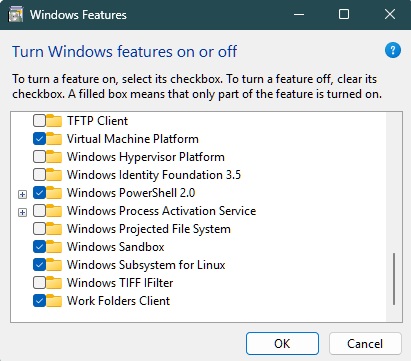 Windows Features
Turn Windows features on or off
?
To turn a feature on, select its checkbox. To turn a feature off, clear its
checkbox. A filled box means that only part of the feature is turned on.
TFTP Client
Virtual Machine Platform
Windows Hypervisor Platform
Windows Identity Foundation 3.5
Windows PowerShell 2.0
Windows Process Activation Service
Windows Projected File System
Windows Sandbox
Windows Subsystem for Linux
Windows TIFF IFilter
Work Folders Client
OK
Cancel